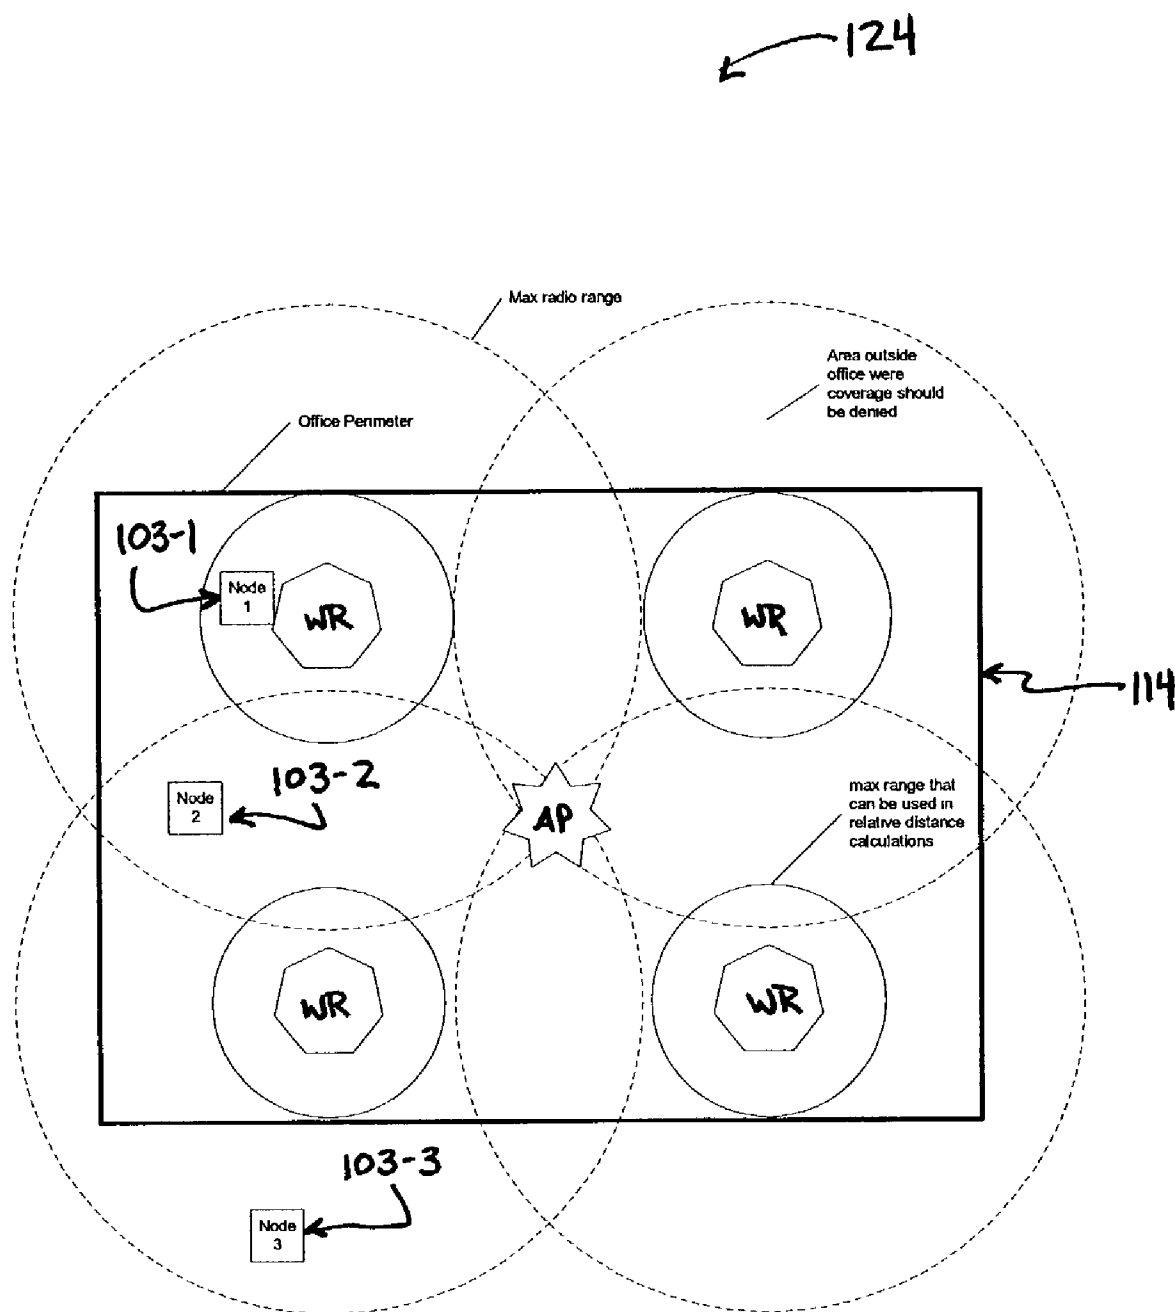 124
Max radio range
Area outside
office were
coverage should
be denied
Office Perimeter
103-1
Node
1
WR
WR
114
103-2
Node
2
AP
max range that
can be used in
relative distance
calculations
WR
WR
103-3
Node
3